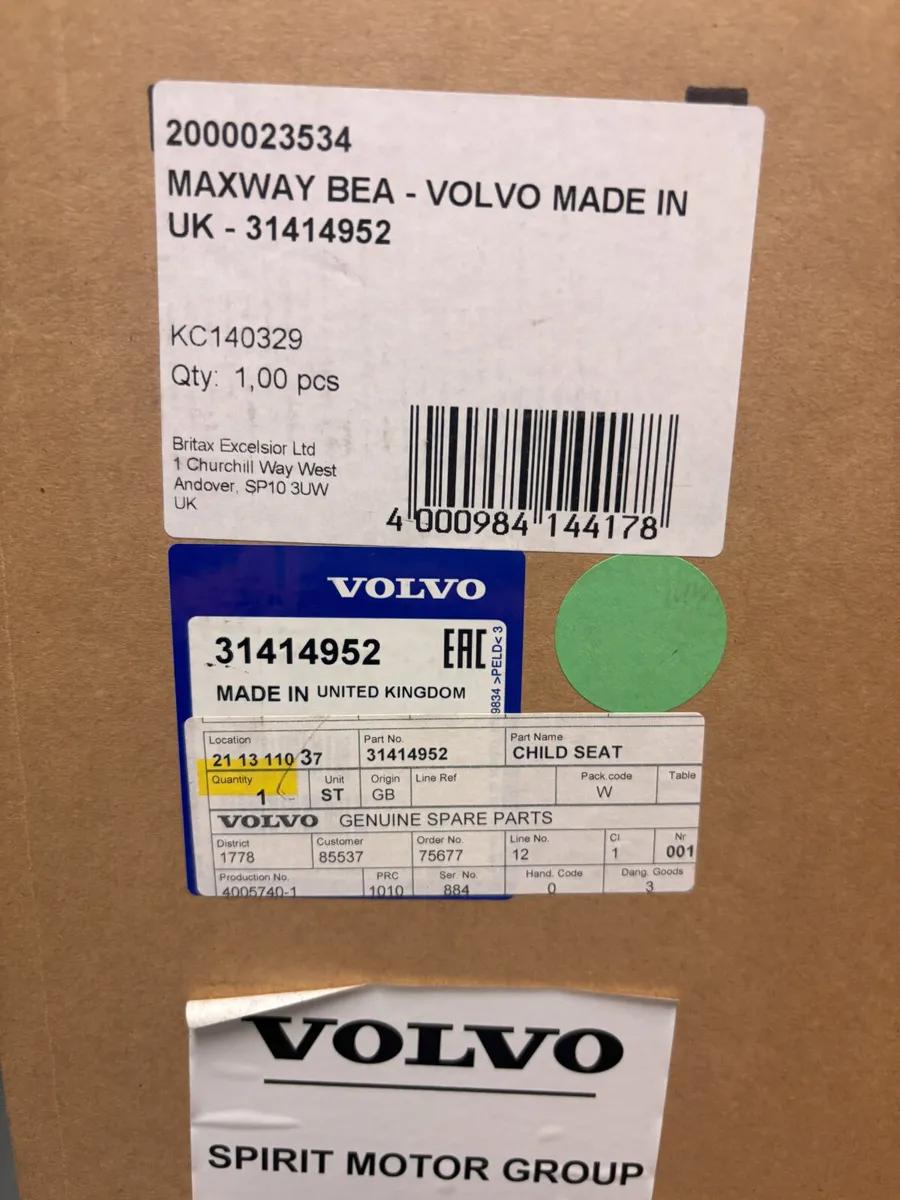 2000023534
MAXWAY BEA - VOLVO MADE IN
UK - 31414952
KC140329
Qty: 1,00 pcs
Britax Excelsior Ltd
1 Churchill Way West
Andover, SP10 3UW
UK
4 000984 144178
VOLVO
31414952 EAC
MADE IN UNITED KINGDOM
9834 >PELD< 3
Location Part No. Part Name
21 13 110 37 31414952 CHILD SEAT
Quantity Unit Origin Line Ref Pack.code Table
1 ST GB W
VOLVO GENUINE SPARE PARTS
District Customer Order No. Line No. CI Nr
1778 85537 75677 12 1 001
Production No. PRC Ser. No. Hand. Code Dang. Goods
4005740-1 1010 884 0 3
VOLVO
SPIRIT MOTOR GROUP